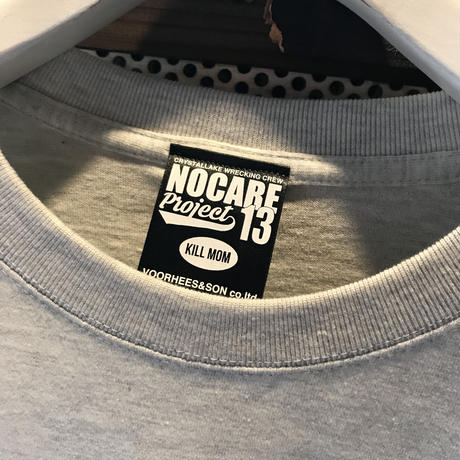 CRYSTALLAKE WRECKING CREW
NOCARE
Project 13
KILL MOM
VOORHEES&SON co.ltd